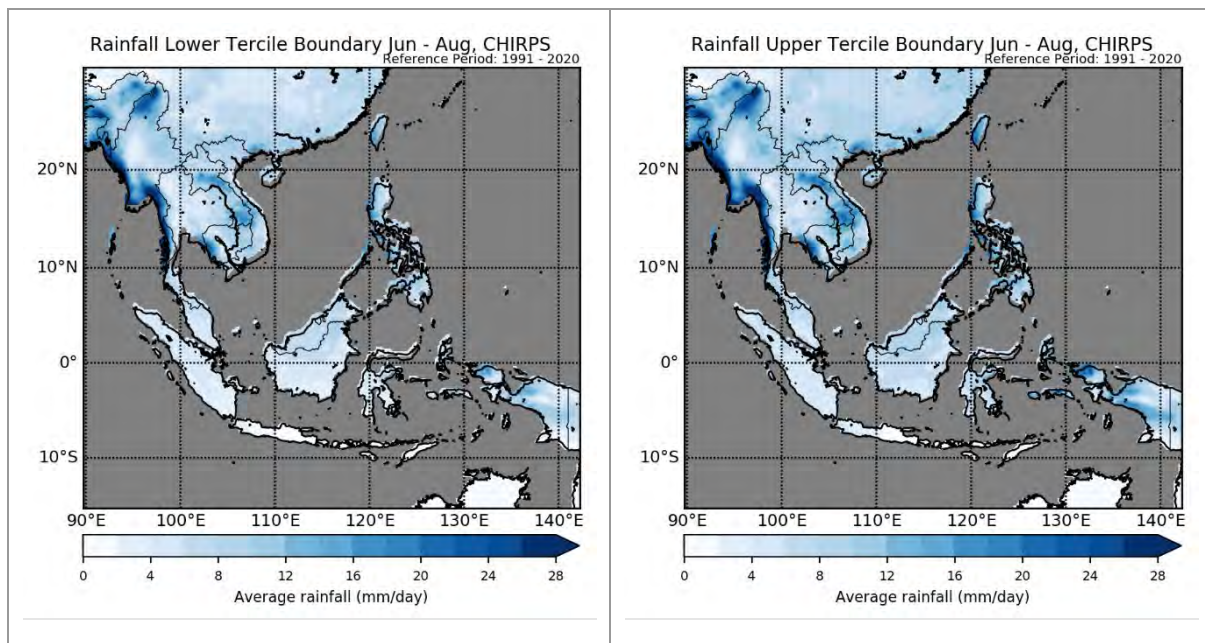 Rainfall Lower Tercile Boundary Jun - Aug, CHIRPS
Reference Period: 1991 - 2020
20°N
10°N
0°
10°S
90°E 100°E 110°E 120°E 130°E 140°E
0 4 8 12 16 20 24 28
Average rainfall (mm/day)
Rainfall Upper Tercile Boundary Jun - Aug, CHIRPS
Reference Period: 1991 - 2020
20°N
10°N
0°
10°S
90°E 100°E 110°E 120°E 130°E 140°E
0 4 8 12 16 20 24 28
Average rainfall (mm/day)